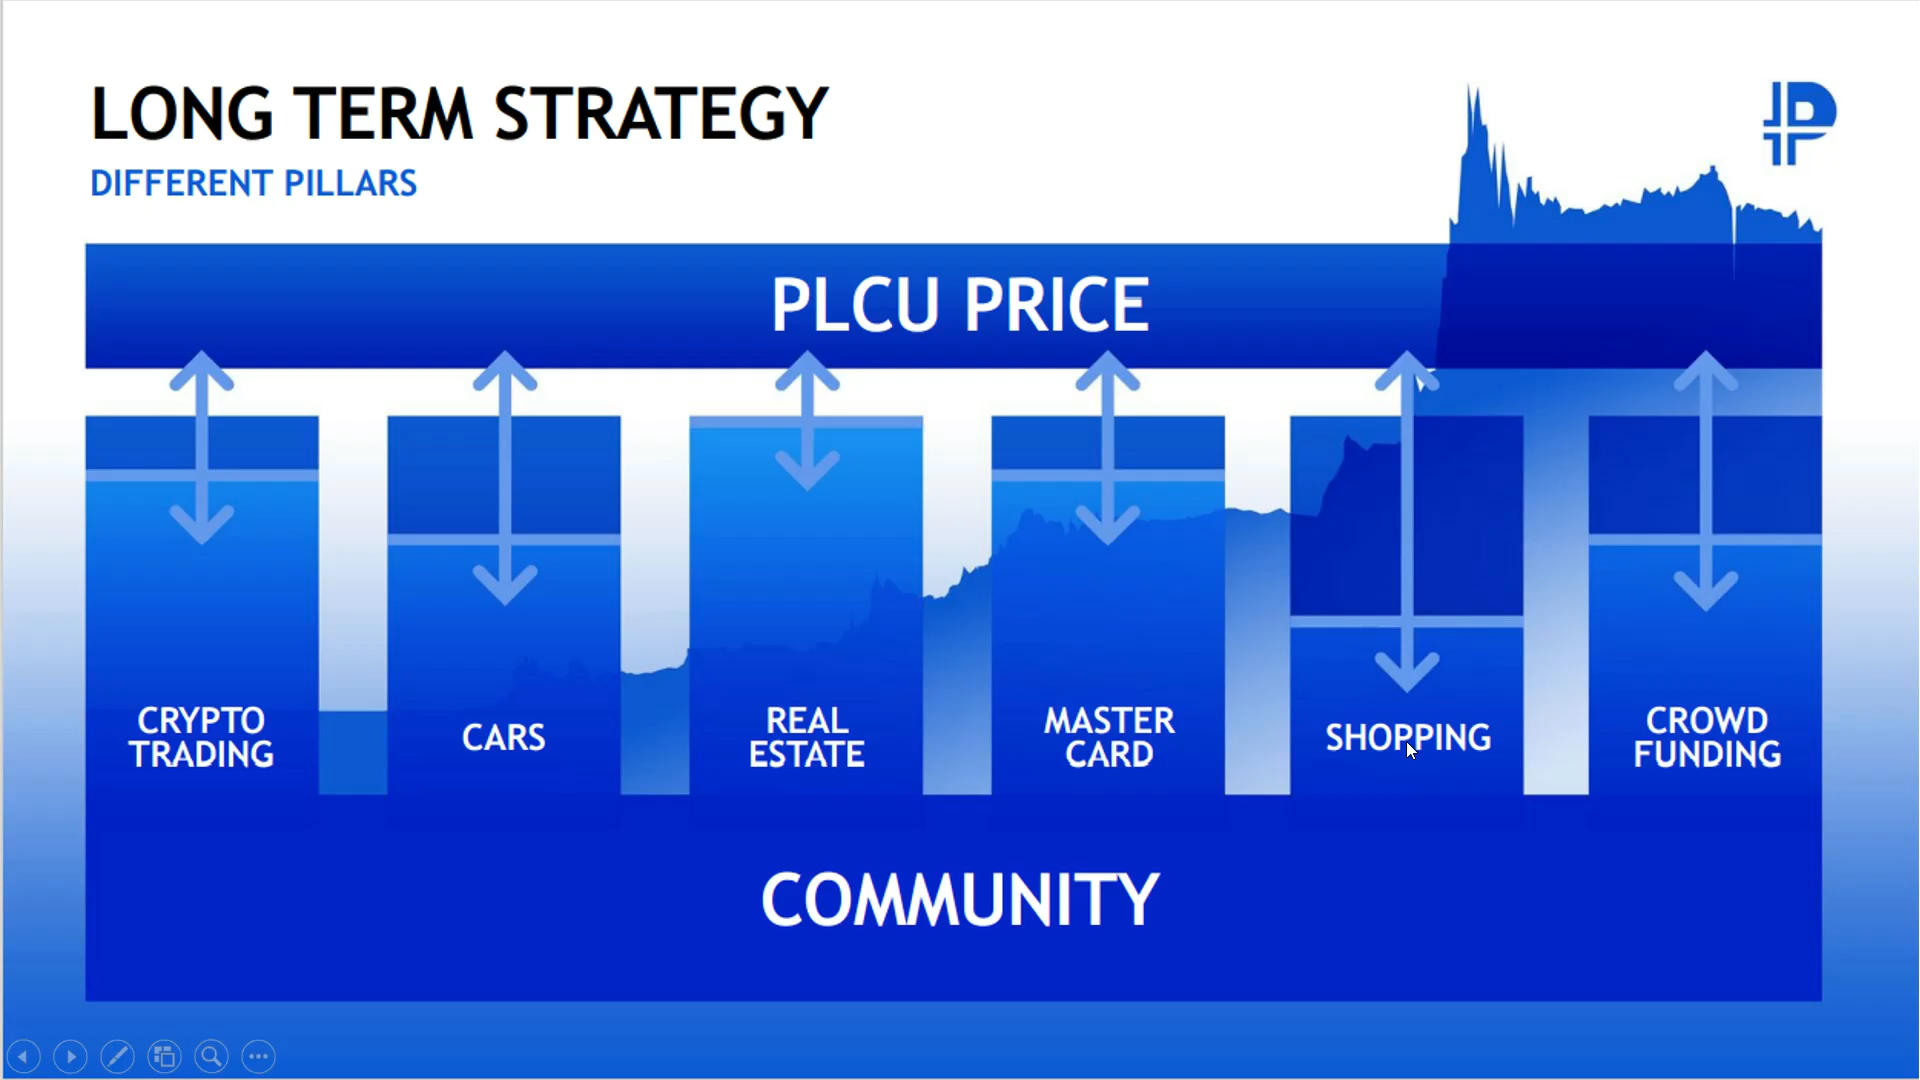 LONG TERM STRATEGY
DIFFERENT PILLARS
PLCU PRICE
CRYPTO
TRADING
CARS
REAL
ESTATE
MASTER
CARD
SHOPPING
CROWD
FUNDING
COMMUNITY